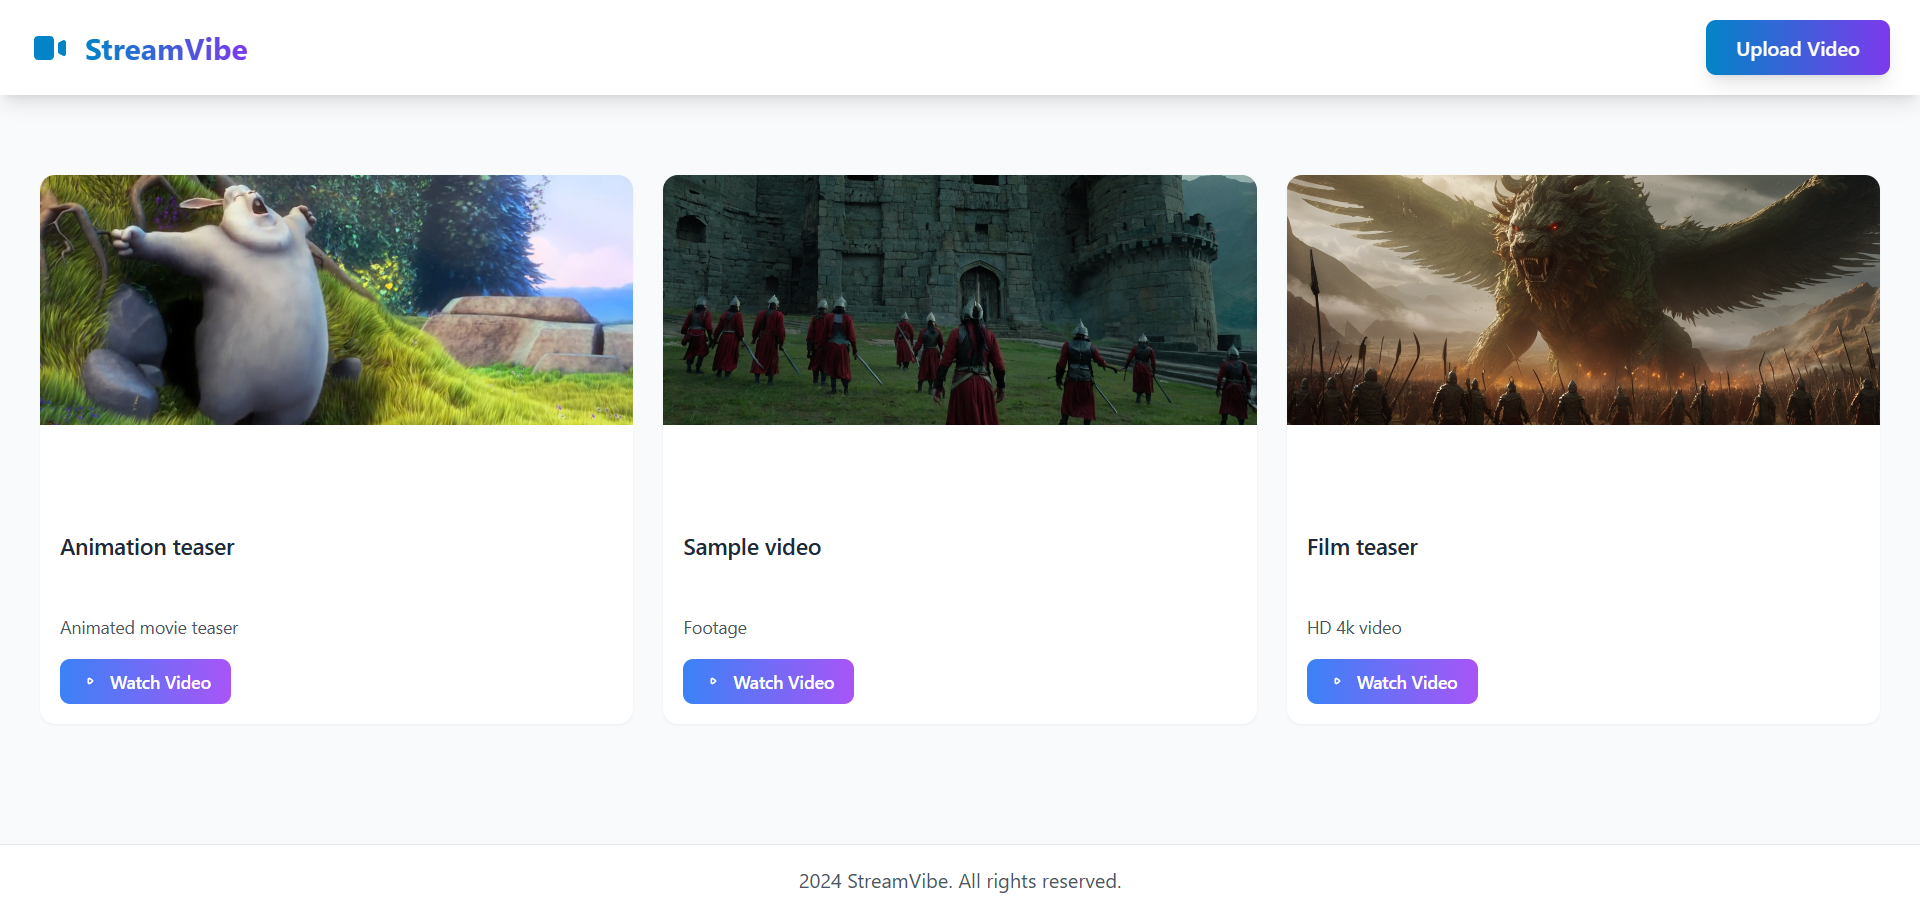 StreamVibe
Upload Video
Animation teaser
Animated movie teaser
Watch Video
Sample video
Footage
Watch Video
Film teaser
HD 4k video
Watch Video
2024 StreamVibe. All rights reserved.